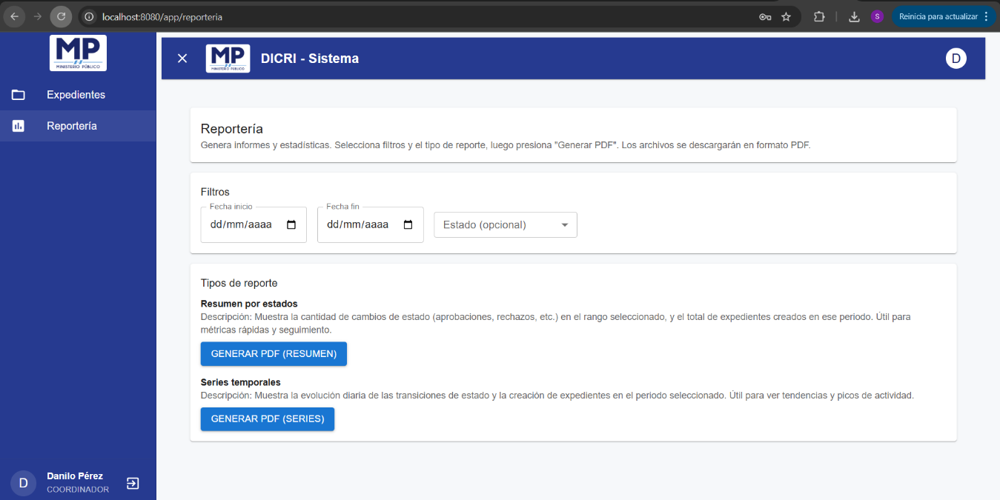 localhost:8080/app/reporteria
S
Reinicia para actualizar
MP
MINISTERIO PÚBLICO
MP
MINISTERIO PÚBLICO
DICRI - Sistema
D
Expedientes
Reportería
Reportería
Genera informes y estadísticas. Selecciona filtros y el tipo de reporte, luego presiona "Generar PDF". Los archivos se descargarán en formato PDF.
Filtros
Fecha inicio
dd/mm/aaaa
Fecha fin
dd/mm/aaaa
Estado (opcional)
Tipos de reporte
Resumen por estados
Descripción: Muestra la cantidad de cambios de estado (aprobaciones, rechazos, etc.) en el rango seleccionado, y el total de expedientes creados en ese periodo. Útil para
métricas rápidas y seguimiento.
GENERAR PDF (RESUMEN)
Series temporales
Descripción: Muestra la evolución diaria de las transiciones de estado y la creación de expedientes en el periodo seleccionado. Útil para ver tendencias y picos de actividad.
GENERAR PDF (SERIES)
D
Danilo Pérez
COORDINADOR